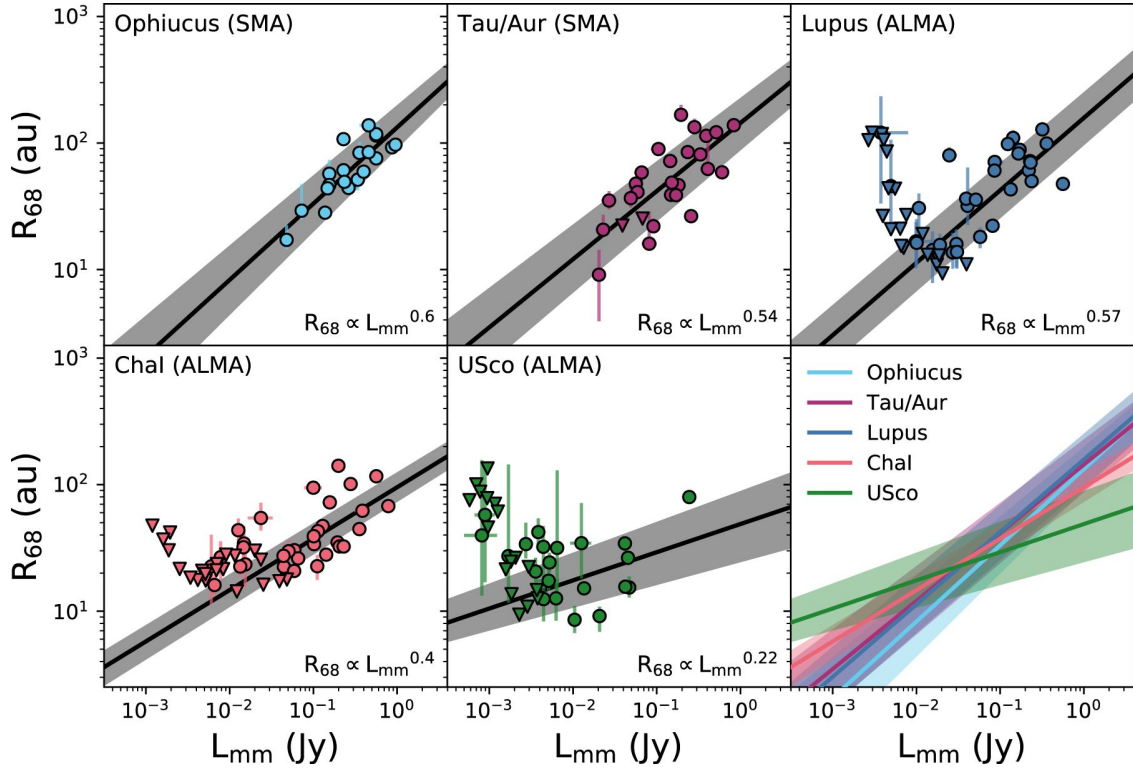 Ophiucus (SMA)
Tau/Aur (SMA)
Lupus (ALMA)
10³
10²
10¹
R₆₈ (au)
R₆₈ ∝ Lₘₘ^0.6
R₆₈ ∝ Lₘₘ^0.54
R₆₈ ∝ Lₘₘ^0.57
ChaI (ALMA)
USco (ALMA)
Ophiucus
Tau/Aur
Lupus
ChaI
USco
10³
10²
10¹
R₆₈ (au)
R₆₈ ∝ Lₘₘ^0.4
R₆₈ ∝ Lₘₘ^0.22
10⁻³ 10⁻² 10⁻¹ 10⁰
10⁻³ 10⁻² 10⁻¹ 10⁰
10⁻³ 10⁻² 10⁻¹ 10⁰
Lₘₘ (Jy)
Lₘₘ (Jy)
Lₘₘ (Jy)